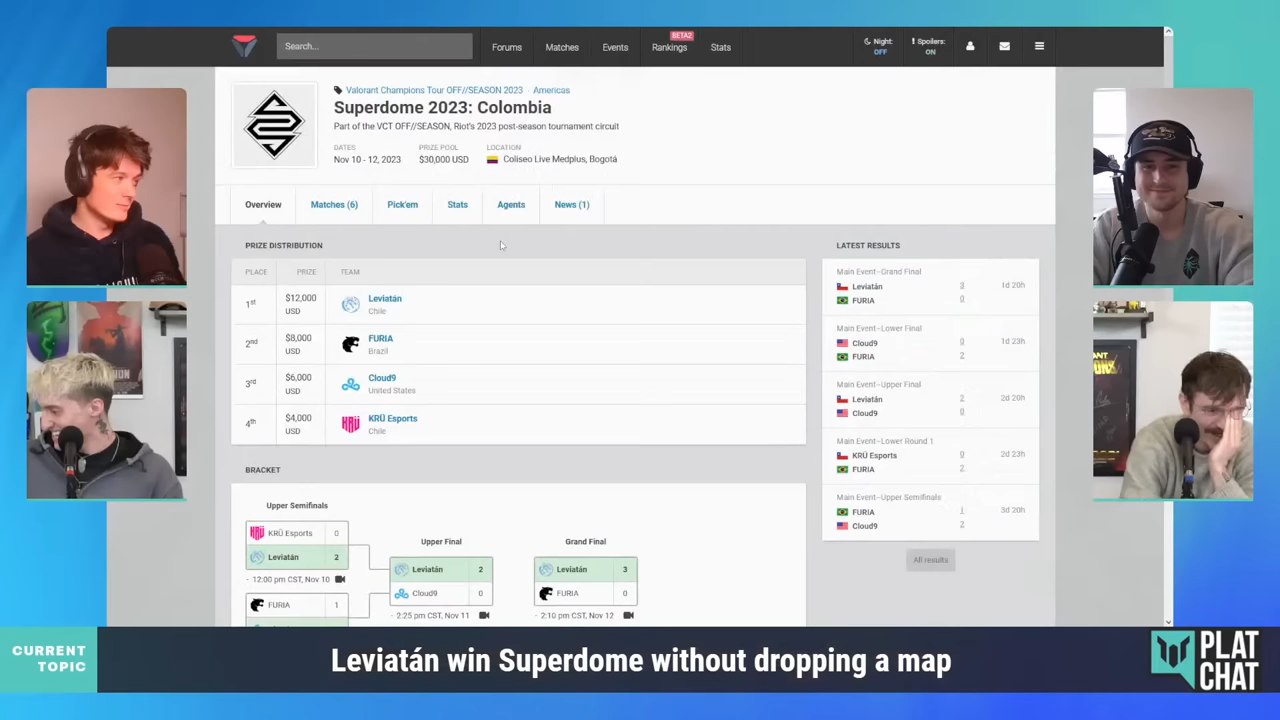 Search...
Forums
Matches
Events
BETA2
Rankings
Stats
Night:
OFF
Spoilers:
ON
Valorant Champions Tour OFF//SEASON 2023
Americas
Superdome 2023: Colombia
Part of the VCT OFF//SEASON, Riot's 2023 post-season tournament circuit
DATES
PRIZE POOL
LOCATION
Nov 10 - 12, 2023
$30,000 USD
Coliseo Live Medplus, Bogotá
Overview
Matches (6)
Pick'em
Stats
Agents
News (1)
PRIZE DISTRIBUTION
PLACE PRIZE TEAM
1st $12,000 USD Leviatán
Chile
2nd $8,000 USD FURIA
Brazil
3rd $6,000 USD Cloud9
United States
4th $4,000 USD KRÜ Esports
Chile
BRACKET
Upper Semifinals
KRÜ Esports 0
Leviatán 2
12:00 pm CST, Nov 10
FURIA 1
Upper Final
Leviatán 2
Cloud9 0
2:25 pm CST, Nov 11
Grand Final
Leviatán 3
FURIA 0
2:10 pm CST, Nov 12
LATEST RESULTS
Main Event–Grand Final
Leviatán 3
FURIA 0
1d 20h
Main Event–Lower Final
Cloud9 0
FURIA 2
1d 23h
Main Event–Upper Final
Leviatán 2
Cloud9 0
2d 20h
Main Event–Lower Round 1
KRÜ Esports 0
FURIA 2
2d 23h
Main Event–Upper Semifinals
FURIA 1
Cloud9 2
3d 20h
All results
CURRENT
TOPIC
Leviatán win Superdome without dropping a map
PLAT
CHAT